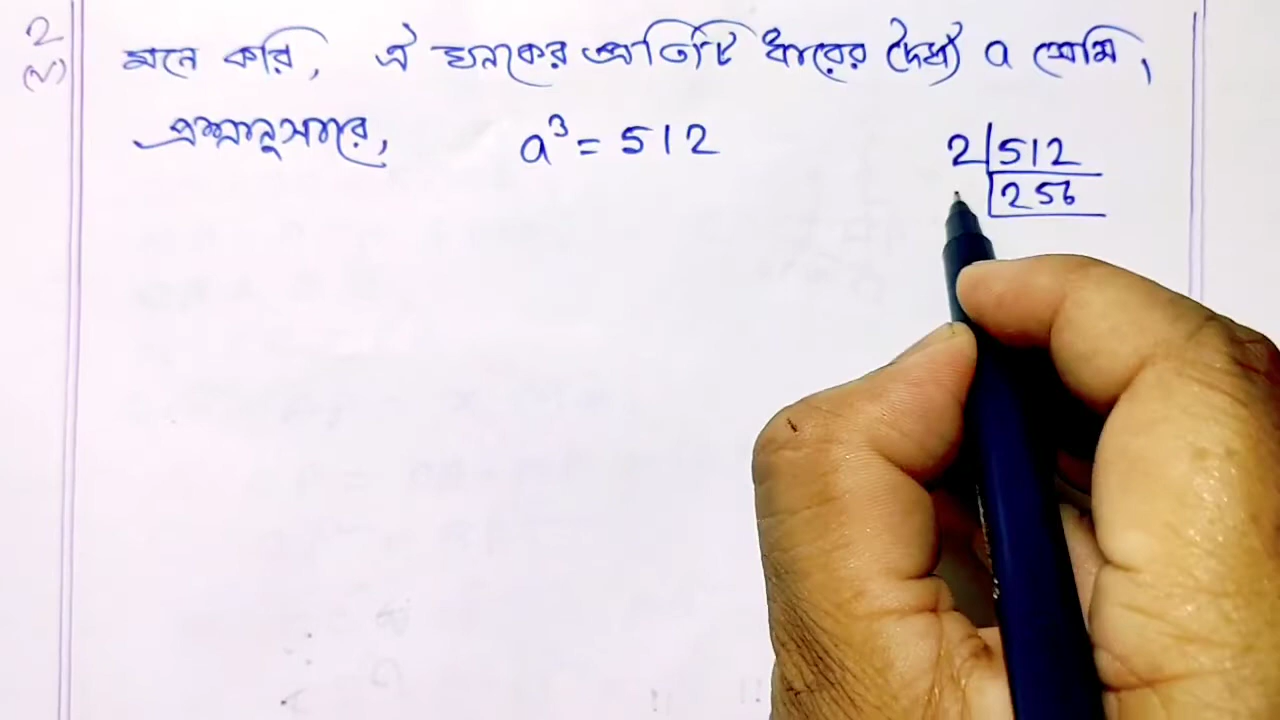 2
(v)
মনে করি, ঐ ঘনকের প্রতিটি ধারের দৈর্ঘ্য a সেমি,
প্রশ্নানুসারে, a³ = 512
2 512
256